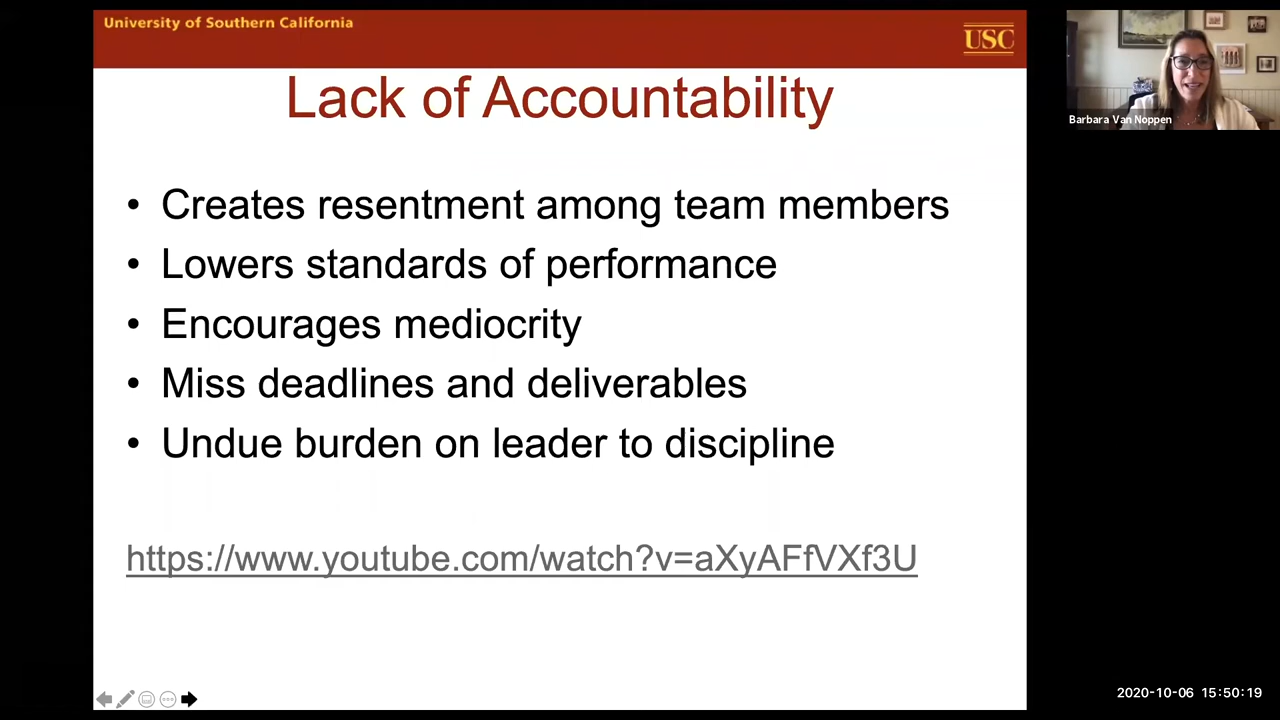 University of Southern California
USC
Lack of Accountability
• Creates resentment among team members
• Lowers standards of performance
• Encourages mediocrity
• Miss deadlines and deliverables
• Undue burden on leader to discipline
https://www.youtube.com/watch?v=aXyAFfVXf3U
Barbara Van Noppen
2020-10-06 15:50:19